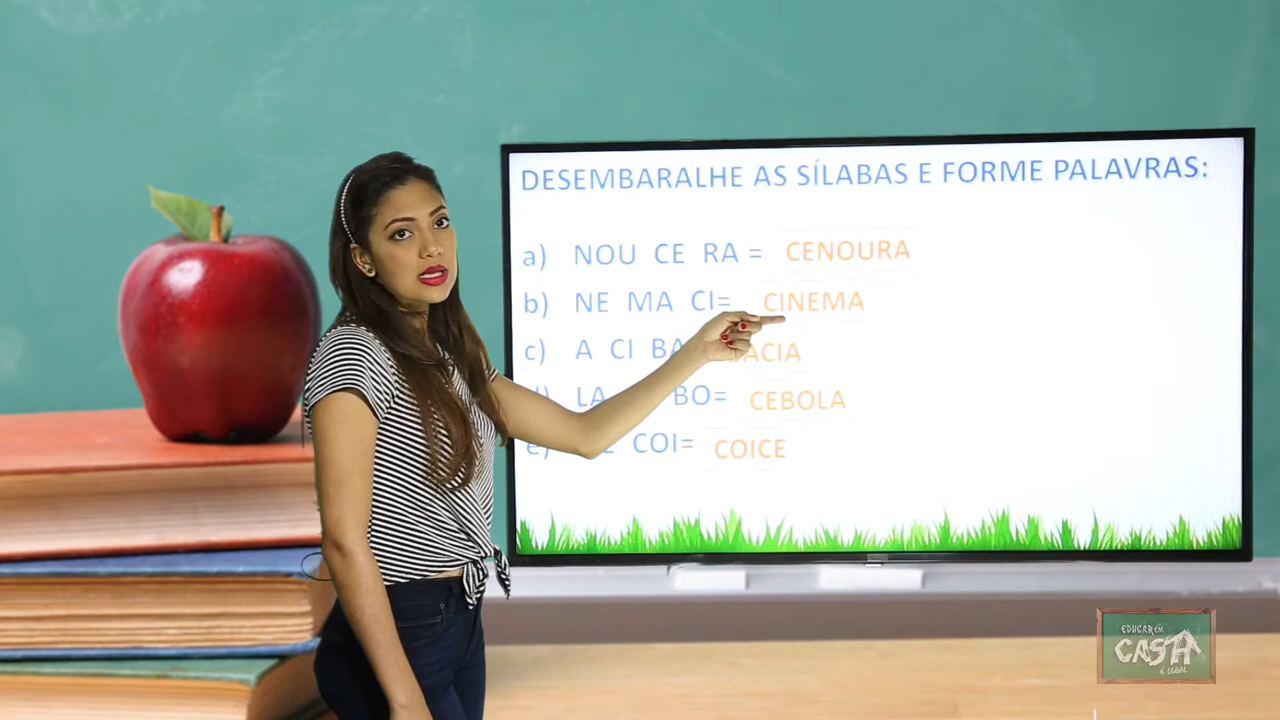 DESEMBARALHE AS SÍLABAS E FORME PALAVRAS:
a) NOU CE RA = CENOURA
b) NE MA CI= CINEMA
c) A CI BA
d) LA BO= CEBOLA
e) COI= COICE
EDUCAR EM
CASA
É LEGAL